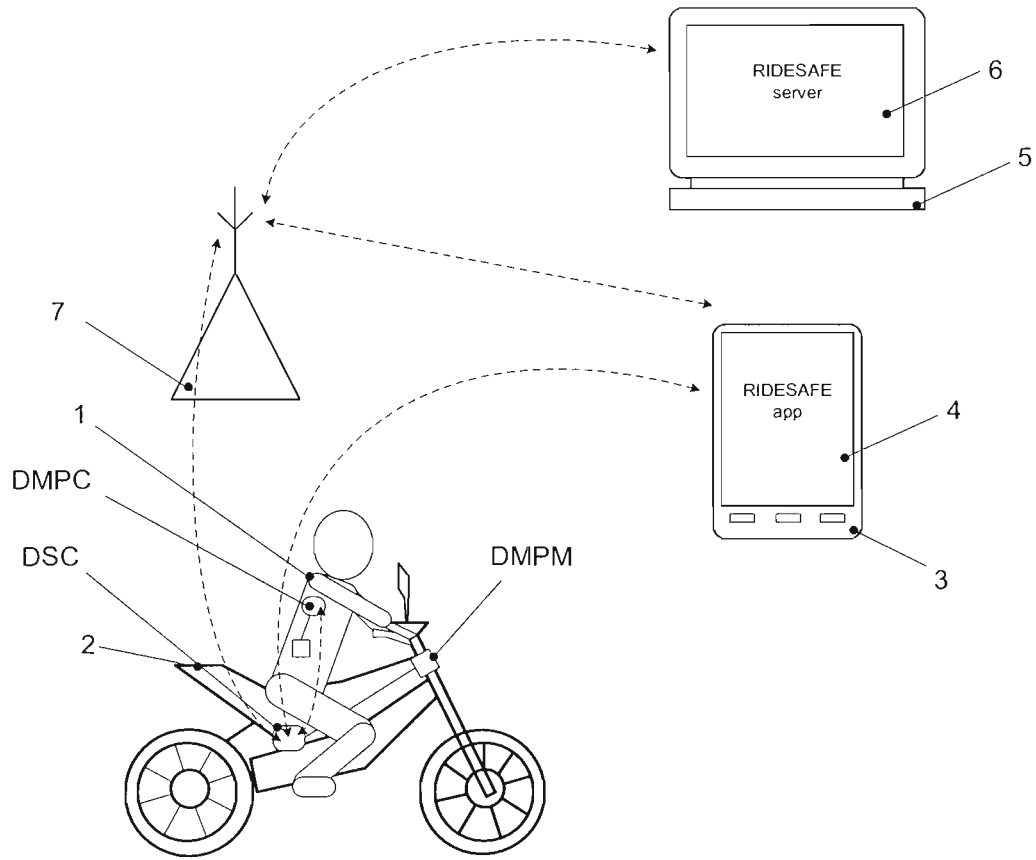 RIDESAFE
server
6
5
7
1
RIDESAFE
app
4
DMPC
DSC
DMPM
3
2